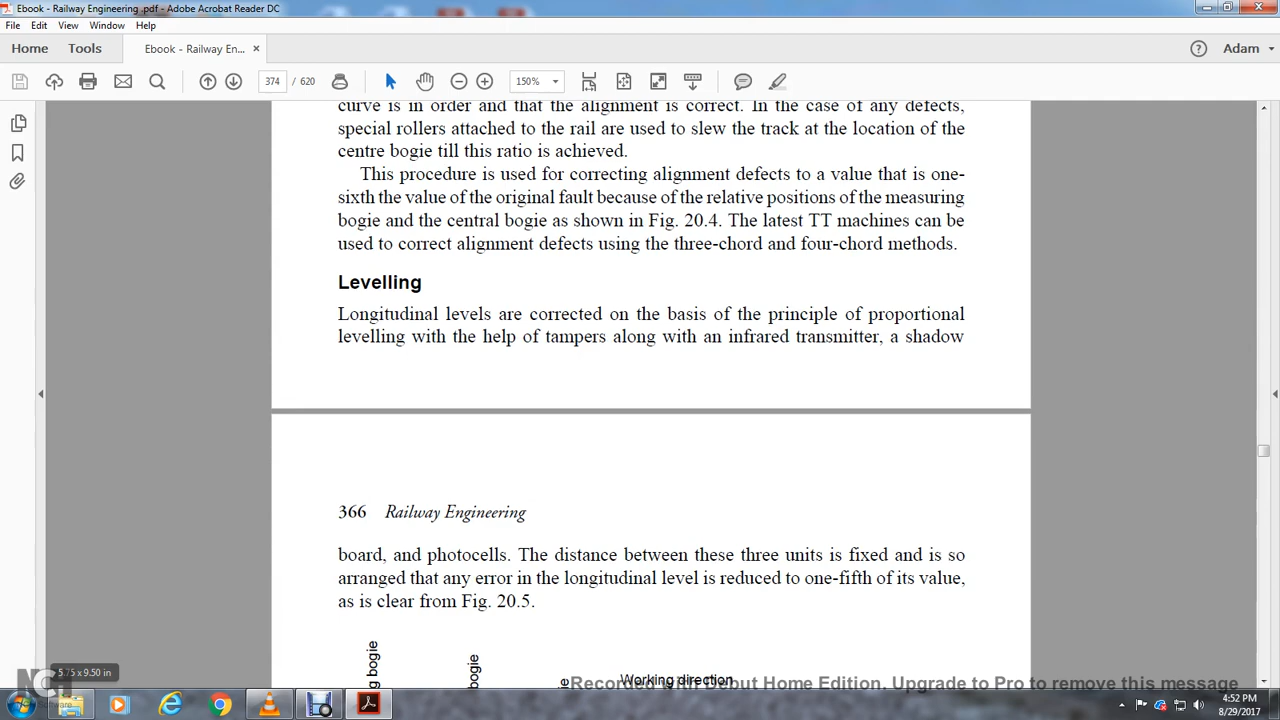 Ebook - Railway Engineering .pdf - Adobe Acrobat Reader DC
File Edit View Window Help
Home Tools Ebook - Railway En... × Adam
374 / 620 150%
curve is in order and that the alignment is correct. In the case of any defects,
special rollers attached to the rail are used to slew the track at the location of the
centre bogie till this ratio is achieved.
This procedure is used for correcting alignment defects to a value that is one-
sixth the value of the original fault because of the relative positions of the measuring
bogie and the central bogie as shown in Fig. 20.4. The latest TT machines can be
used to correct alignment defects using the three-chord and four-chord methods.
Levelling
Longitudinal levels are corrected on the basis of the principle of proportional
levelling with the help of tampers along with an infrared transmitter, a shadow
366 Railway Engineering
board, and photocells. The distance between these three units is fixed and is so
arranged that any error in the longitudinal level is reduced to one-fifth of its value,
as is clear from Fig. 20.5.
g bogie
bogie
Working direction
5.75 x 9.50 in
NCH
Software
Recorded with Debut Home Edition. Upgrade to Pro to remove this message
4:52 PM
8/29/2017